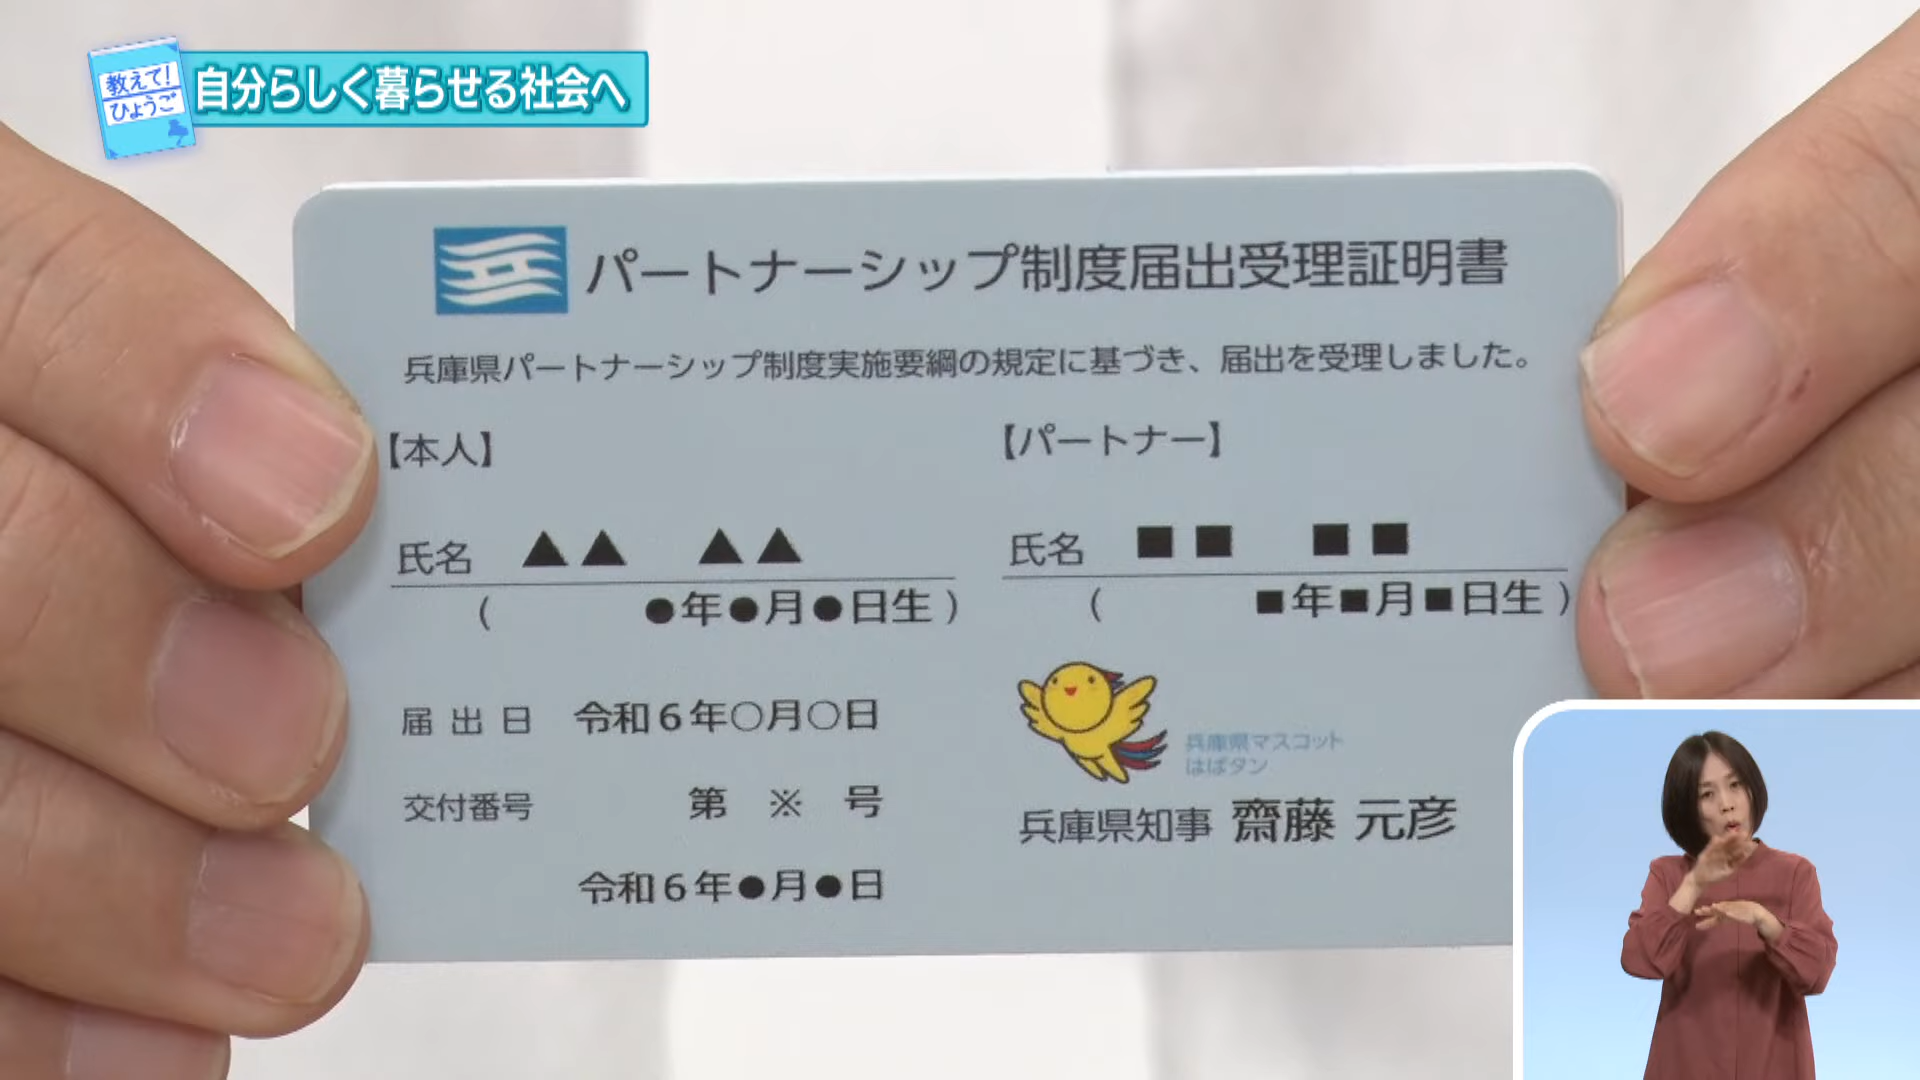 教えて!
ひょうご
自分らしく暮らせる社会へ
パートナーシップ制度届出受理証明書
兵庫県パートナーシップ制度実施要綱の規定に基づき、届出を受理しました。
【本人】
氏名 ▲▲ ▲▲
( ●年●月●日生)
【パートナー】
氏名 ■■ ■■
( ■年■月■日生)
届出日 令和6年○月○日
交付番号 第 ※ 号
令和6年●月●日
兵庫県マスコット
はばタン
兵庫県知事 齋藤 元彦